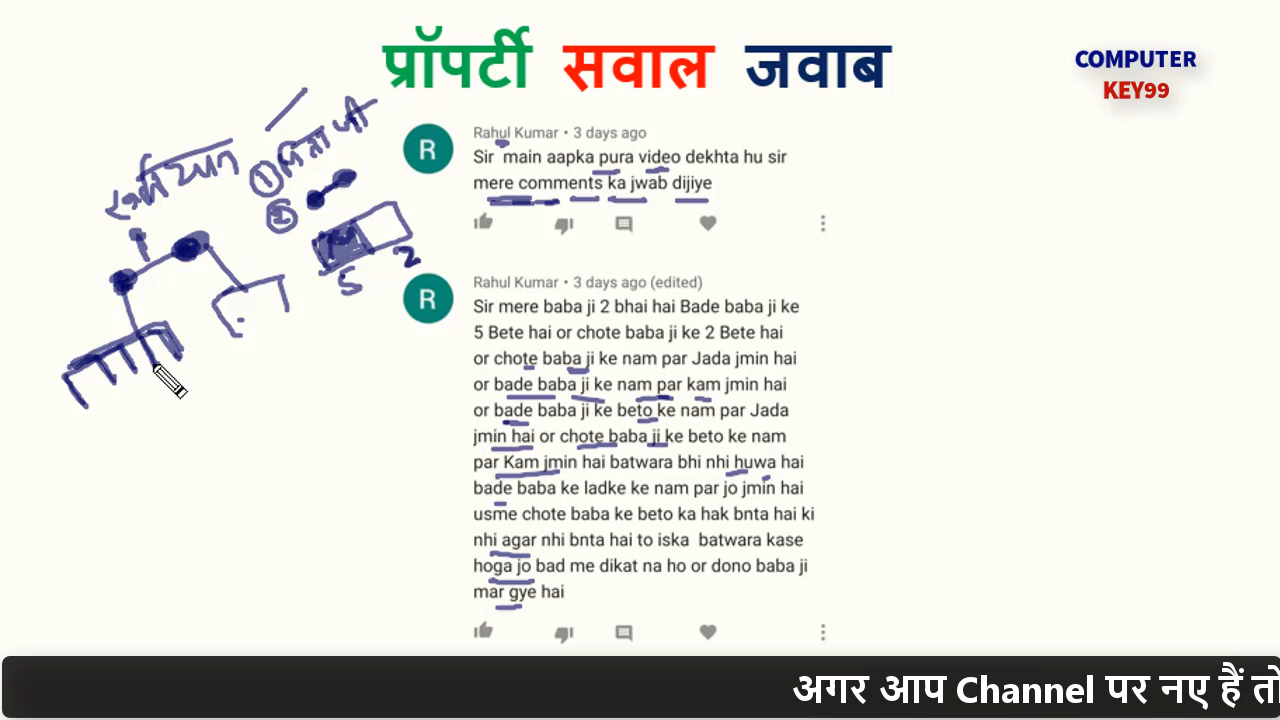 प्रॉपर्टी सवाल जवाब
COMPUTER
KEY99
Rahul Kumar • 3 days ago
Sir main aapka pura video dekhta hu sir
mere comments ka jwab dijiye
R
Rahul Kumar • 3 days ago (edited)
Sir mere baba ji 2 bhai hai Bade baba ji ke
5 Bete hai or chote baba ji ke 2 Bete hai
or chote baba ji ke nam par Jada jmin hai
or bade baba ji ke nam par kam jmin hai
or bade baba ji ke beto ke nam par Jada
jmin hai or chote baba ji ke beto ke nam
par Kam jmin hai batwara bhi nhi huwa hai
bade baba ke ladke ke nam par jo jmin hai
usme chote baba ke beto ka hak bnta hai ki
nhi agar nhi bnta hai to iska batwara kase
hoga jo bad me dikat na ho or dono baba ji
mar gye hai
R
1
2
5
2
अगर आप Channel पर नए हैं तो